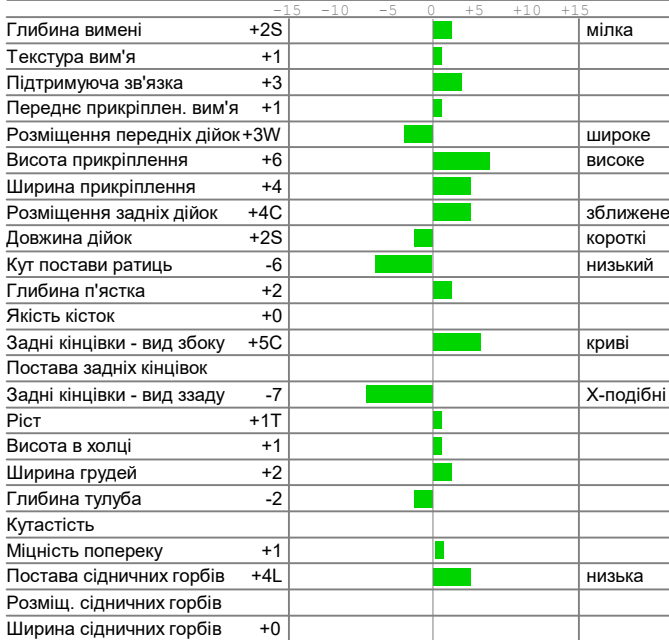 -15 -10 -5 0 +5 +10 +15
Глибина вимені +2S мілка
Текстура вим'я +1
Підтримуюча зв'язка +3
Переднє прикріплен. вим'я +1
Розміщення передніх дійок+3W широке
Висота прикріплення +6 високе
Ширина прикріплення +4
Розміщення задніх дійок +4C зближене
Довжина дійок +2S короткі
Кут постави ратиць -6 низький
Глибина п'ястка +2
Якість кісток +0
Задні кінцівки - вид збоку +5C криві
Постава задніх кінцівок
Задні кінцівки - вид ззаду -7 X-подібні
Ріст +1T
Висота в холці +1
Ширина грудей +2
Глибина тулуба -2
Кутастість
Міцність попереку +1
Постава сідничних горбів +4L низька
Розміщ. сідничних горбів
Ширина сідничних горбів +0